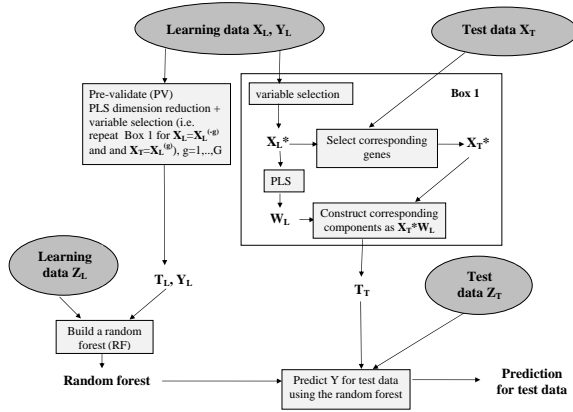 Learning data X_L, Y_L
Test data X_T
Pre-validate (PV)
PLS dimension reduction +
variable selection (i.e.
repeat Box 1 for X_L=X_L^(-g)
and and X_T=X_L^(g)), g=1,..,G
variable selection
Box 1
X_L*
Select corresponding
genes
X_T*
PLS
W_L
Construct corresponding
components as X_T*W_L
Learning
data Z_L
T_L, Y_L
T_T
Test
data Z_T
Build a random
forest (RF)
Random forest
Predict Y for test data
using the random forest
Prediction
for test data